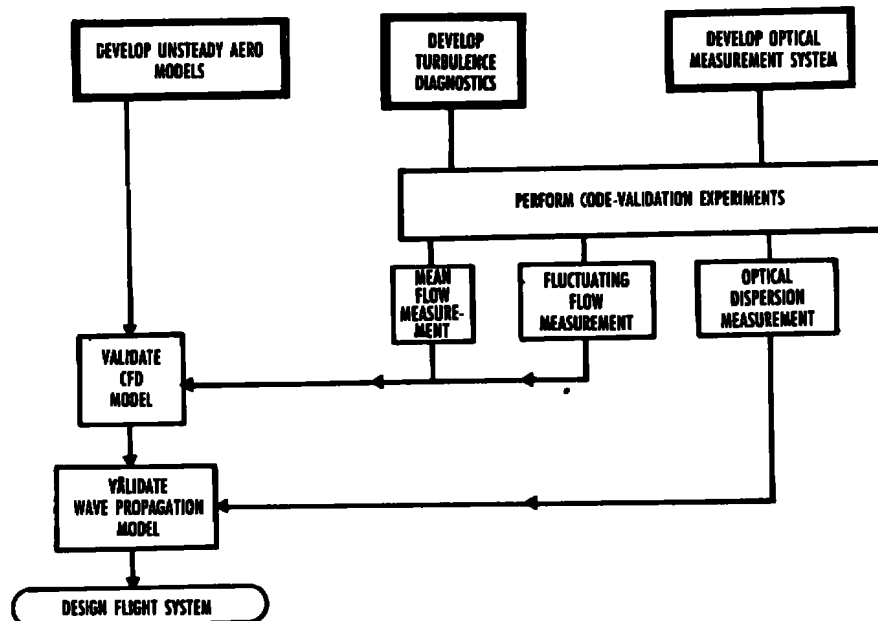 DEVELOP UNSTEADY AERO
MODELS
DEVELOP
TURBULENCE
DIAGNOSTICS
DEVELOP OPTICAL
MEASUREMENT SYSTEM
PERFORM CODE-VALIDATION EXPERIMENTS
MEAN
FLOW
MEASURE-
MENT
FLUCTUATING
FLOW
MEASUREMENT
OPTICAL
DISPERSION
MEASUREMENT
VALIDATE
CFD
MODEL
VALIDATE
WAVE PROPAGATION
MODEL
DESIGN FLIGHT SYSTEM